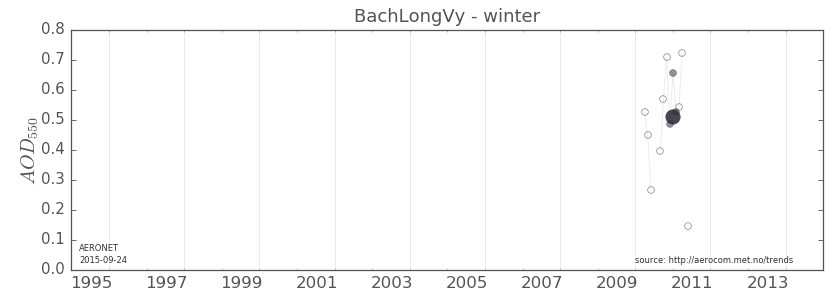 BachLongVy - winter
0.8
0.7
0.6
0.5
0.4
0.3
0.2
0.1
0.0
AOD550
AERONET
2015-09-24
source: http://aerocom.met.no/trends
1995 1997 1999 2001 2003 2005 2007 2009 2011 2013